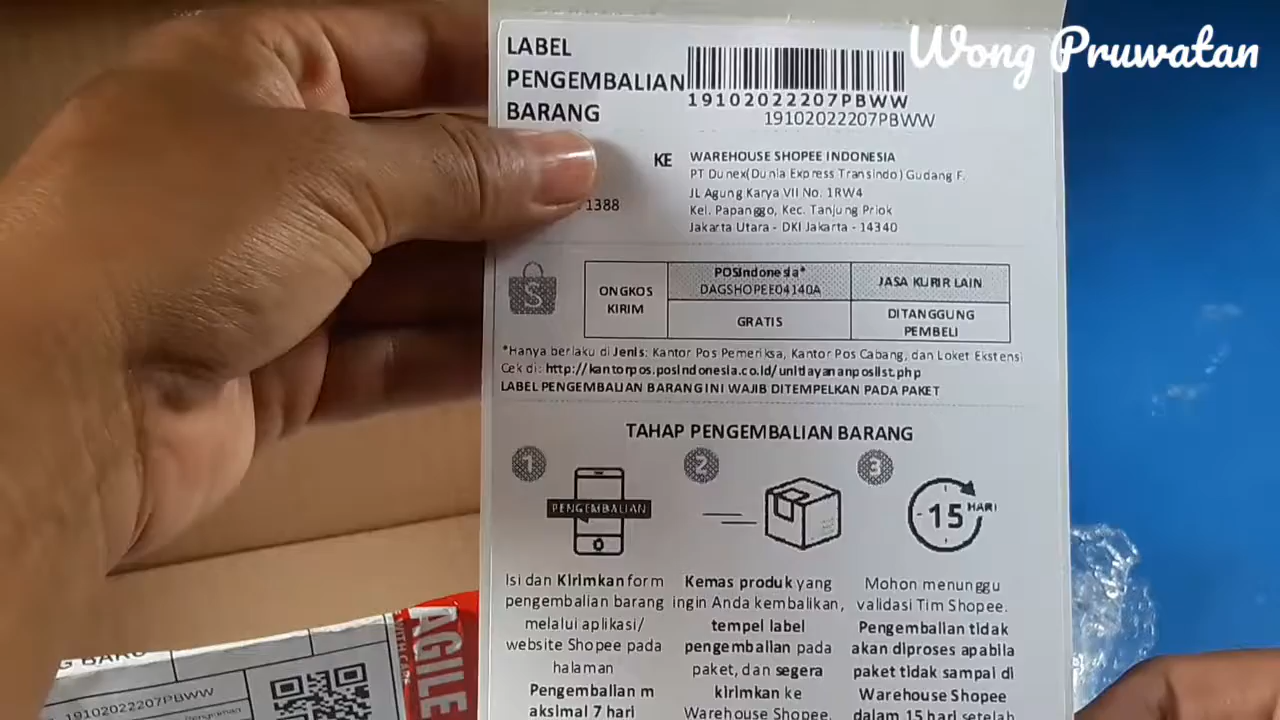 Wong Pruwatan
LABEL
PENGEMBALIAN
BARANG
19102022207PBWW
19102022207PBWW
KE
WAREHOUSE SHOPEE INDONESIA
PT Dunex(Dunia Express Transindo) Gudang F.
JL Agung Karya VII No. 1RW4
Kel. Papanggo, Kec. Tanjung Priok
Jakarta Utara - DKI Jakarta - 14340
1388
S
ONGKOS
KIRIM
POSIndonesia*
DAGSHOPEE04140A
JASA KURIR LAIN
GRATIS
DITANGGUNG
PEMBELI
*Hanya berlaku di Jenis: Kantor Pos Pemeriksa, Kantor Pos Cabang, dan Loket Ekstensi
Cek di: http://kantorpos.posindonesia.co.id/unitlayananposlist.php
LABEL PENGEMBALIAN BARANG INI WAJIB DITEMPELKAN PADA PAKET
TAHAP PENGEMBALIAN BARANG
1
PENGEMBALIAN
Isi dan Kirimkan form
pengembalian barang
melalui aplikasi/
website Shopee pada
halaman
Pengembalian m
aksimal 7 hari
2
Kemas produk yang
ingin Anda kembalikan,
tempel label
pengembalian pada
paket, dan segera
kirimkan ke
Warehouse Shopee.
3
15 HARI
Mohon menunggu
validasi Tim Shopee.
Pengembalian tidak
akan diproses apabila
paket tidak sampai di
Warehouse Shopee
dalam 15 hari setelah
G BARU
19102022207PBWW
AGILE